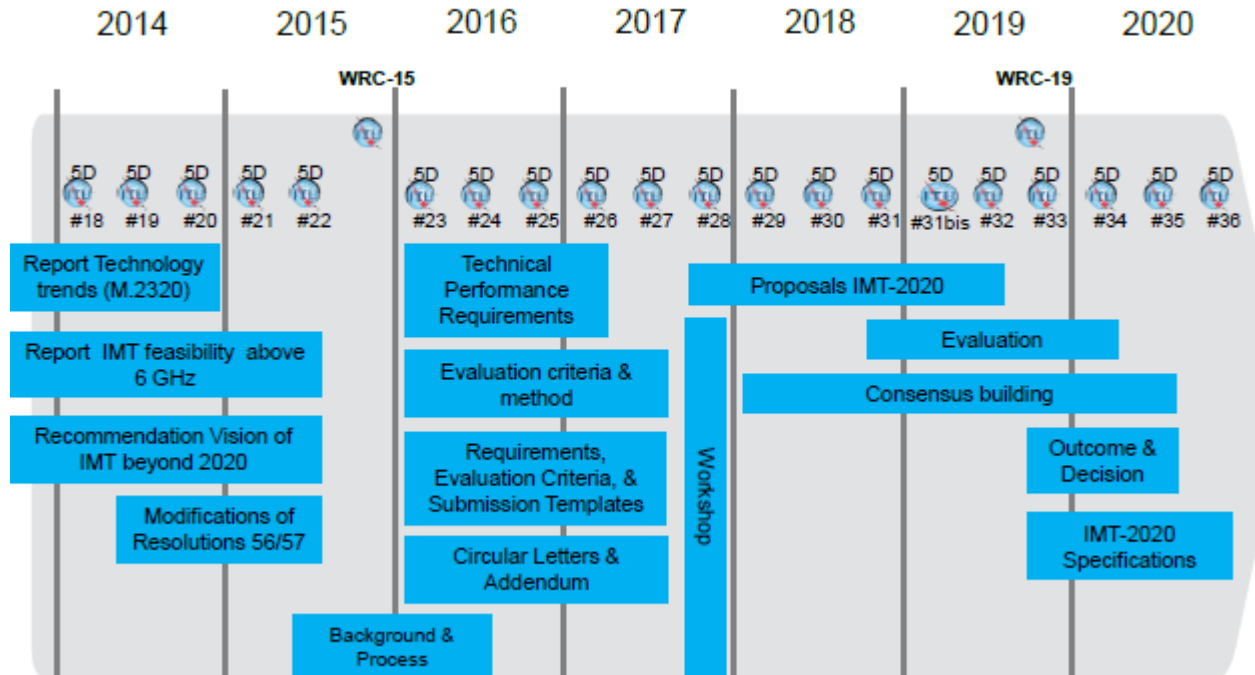 2014 2015 2016 2017 2018 2019 2020
WRC-15 WRC-19
5D 5D 5D 5D 5D 5D 5D 5D 5D 5D 5D 5D 5D 5D 5D 5D 5D 5D 5D 5D
#18 #19 #20 #21 #22 #23 #24 #25 #26 #27 #28 #29 #30 #31 #31bis #32 #33 #34 #35 #36
Report Technology
trends (M.2320)
Report IMT feasibility above
6 GHz
Recommendation Vision of
IMT beyond 2020
Modifications of
Resolutions 56/57
Background &
Process
Technical
Performance
Requirements
Evaluation criteria &
method
Requirements,
Evaluation Criteria, &
Submission Templates
Circular Letters &
Addendum
Workshop
Proposals IMT-2020
Evaluation
Consensus building
Outcome &
Decision
IMT-2020
Specifications